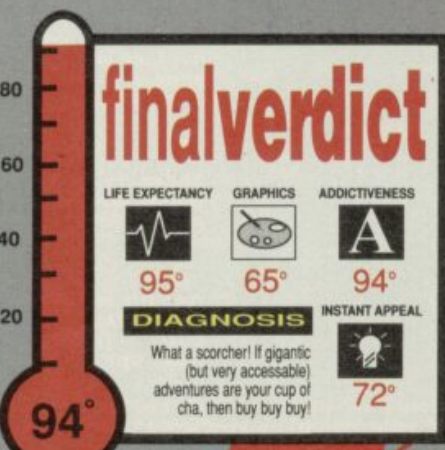 80
60
40
20
94°
finalverdict
LIFE EXPECTANCY GRAPHICS ADDICTIVENESS
A
95° 65° 94°
DIAGNOSIS
What a scorcher! If gigantic
(but very accessable)
adventures are your cup of
cha, then buy buy buy!
INSTANT APPEAL
72°